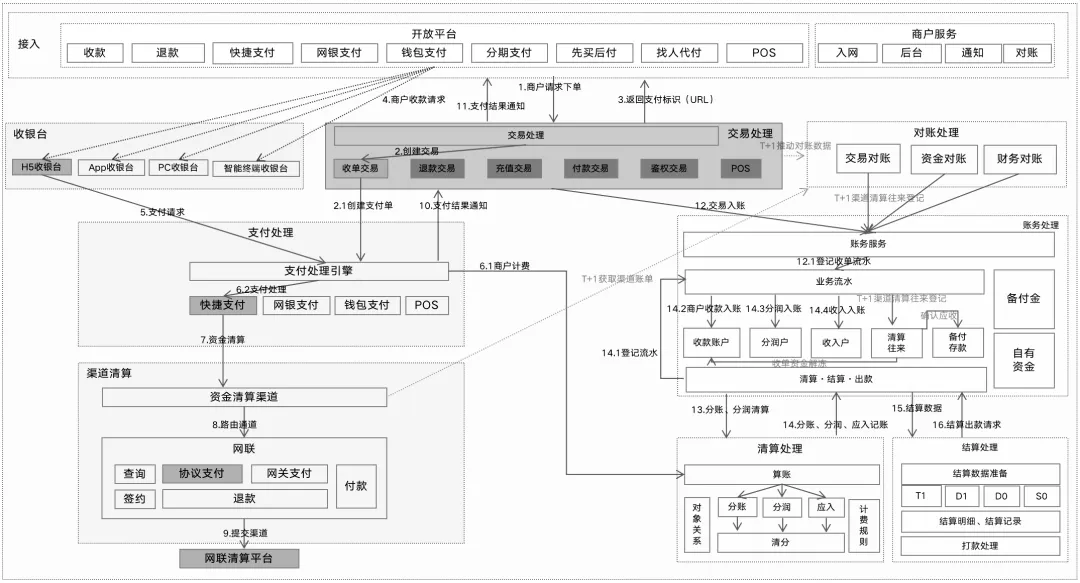 接入
开放平台
收款
退款
快捷支付
网银支付
钱包支付
分期支付
先买后付
找人代付
POS
商户服务
入网
后台
通知
对账
4.商户收款请求
11.支付结果通知
1.商户请求下单
3.返回支付标识（URL）
收银台
H5收银台
App收银台
PC收银台
智能终端收银台
交易处理
交易处理
2.创建交易
收单交易
退款交易
充值交易
付款交易
鉴权交易
POS
T+1推动对账数据
对账处理
交易对账
资金对账
财务对账
T+1渠道清算往来登记
5.支付请求
2.1创建支付单
10.支付结果通知
12.交易入账
支付处理
支付处理引擎
6.1商户计费
6.2支付处理
快捷支付
网银支付
钱包支付
POS
T+1获取渠道账单
7.资金清算
账务处理
账务服务
12.1登记收单流水
业务流水
T+1渠道清算往来登记
14.2商户收款入账
14.3分润入账
14.4收入入账
确认应收
收款账户
分润户
收入户
清算
往来
备付
存款
14.1登记流水
收单资金解冻
清算·结算·出款
备付金
自有
资金
渠道清算
资金清算渠道
8.路由通道
网联
查询
协议支付
网关支付
签约
退款
付款
9.提交渠道
网联清算平台
13.分账、分润清算
14.分账、分润、应入记账
15.结算数据
16.结算出款请求
清算处理
算账
对象关系
分账
分润
应入
清分
计费规则
结算处理
结算数据准备
T1
D1
D0
S0
结算明细、结算记录
打款处理